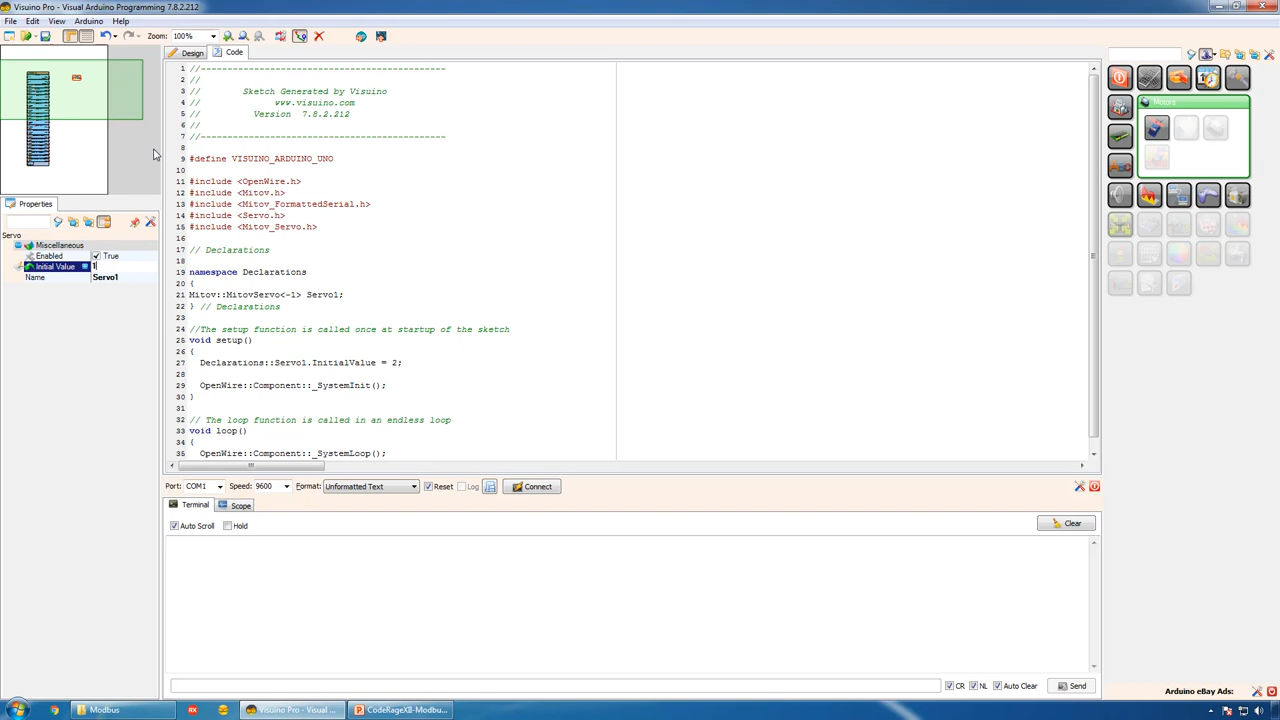 Visuino Pro - Visual Arduino Programming 7.8.2.212
File Edit View Arduino Help
Zoom: 100%
Design Code
1 //----------------------------------------------
2 //
3 // Sketch Generated by Visuino
4 // www.visuino.com
5 // Version 7.8.2.212
6 //
7 //----------------------------------------------
8
9 #define VISUINO_ARDUINO_UNO
10
11 #include <OpenWire.h>
12 #include <Mitov.h>
13 #include <Mitov_FormattedSerial.h>
14 #include <Servo.h>
15 #include <Mitov_Servo.h>
16
17 // Declarations
18
19 namespace Declarations
20 {
21 Mitov::MitovServo<-1> Servo1;
22 } // Declarations
23
24 //The setup function is called once at startup of the sketch
25 void setup()
26 {
27 Declarations::Servo1.InitialValue = 2;
28
29 OpenWire::Component::_SystemInit();
30 }
31
32 // The loop function is called in an endless loop
33 void loop()
34 {
35 OpenWire::Component::_SystemLoop();
Properties
Servo
Miscellaneous
Enabled True
Initial Value 1
Name Servo1
Motors
ABC
Port: COM1 Speed: 9600 Format: Unformatted Text Reset Log Connect
Terminal Scope
Auto Scroll Hold Clear
CR NL Auto Clear Send
Arduino eBay Ads:
Modbus RX Visuino Pro - Visual ... CodeRageXII-Modbu...